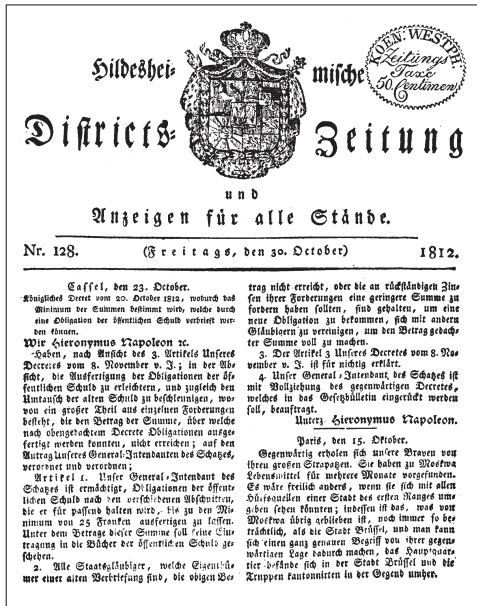 Hildeshei- mische
KOEN: WESTPH.
Zeitungs
Taxe
50 Centimen
Districts- Zeitung
und
Anzeigen für alle Stände.
Nr. 128. (Freitags, den 30. October) 1812.
Cassel, den 23. October.
Königliches Decret vom 20. October 1812, wodurch das
Minimum der Summen bestimmt wird, welche durch
eine Obligation der öffentlichen Schuld verbrieft wer-
den können.
Wir Hieronymus Napoleon ꝛc.
Haben, nach Ansicht des 3. Artikels Unseres
Decretes vom 8. November v. J.; in der Ab-
sicht, die Ausfertigung der Obligationen der öf-
fentlichen Schuld zu erleichtern, und zugleich den
Umtausch der alten Schuld zu beschleunigen, wo-
von ein großer Theil aus einzelnen Forderungen
besteht, die den Betrag der Summe, über welche
nach obengedachtem Decrete Obligationen ausge-
fertigt werden konnten, nicht erreichen; auf den
Antrag Unseres General-Intendanten des Schatzes,
verordnet und verordnen;
Artikel 1. Unser General-Intendant des
Schatzes ist ermächtigt, Obligationen der öffent-
lichen Schuld nach den verschiedenen Abschnitten,
die er für passend halten wird, bis zu den Mi-
nimum von 25 Franken ausfertigen zu lassen.
Unter dem Betrage dieser Summe soll keine Ein-
tragung in die Bücher der öffentlichen Schuld ge-
schehen.
2. Alle Staatsgläubiger, welche Eigenthü-
mer einer alten Verbriefung sind, die obigen Be-
trag nicht erreicht, oder die an rückständigen Zin-
sen ihre Forderungen eine geringere Summe zu
fordern haben sollten, sind gehalten, um eine
neue Obligation zu bekommen, sich mit andern
Gläubigern zu vereinigen, um den Betrag gedach-
ter Summe voll zu machen.
3. Der Artikel 3 Unseres Decretes vom 8. No-
vember v. J. ist für nichtig erklärt.
4. Unser General-Intendant des Schatzes ist
mit Vollziehung des gegenwärtigen Decretes,
welches in das Gesetzbülletin eingerückt werden
soll, beauftragt.
Unterz Hieronymus Napoleon.
Paris, den 15. Oktober.
Gegenwärtig erholen sich unsere Braven von
ihren großen Strapatzen. Sie haben zu Moskwa
Lebensmittel für mehrere Monate vorgefunden.
Es wäre freilich anders, wenn sie sich mit allen
Hülfsquellen einer Stadt des ersten Ranges um-
geben sehen könnten; indessen ist das, was von
Moskwa übrig geblieben ist, noch immer so be-
trächtlich, als die Stadt Brüssel, und man kann
sich einen ganz genauen Begriff von ihrer gegen-
wärtigen Lage dadurch machen, das Hauptquar-
tier befände sich in der Stadt Brüssel und die
Truppen kantonnirten in der Gegend umher.